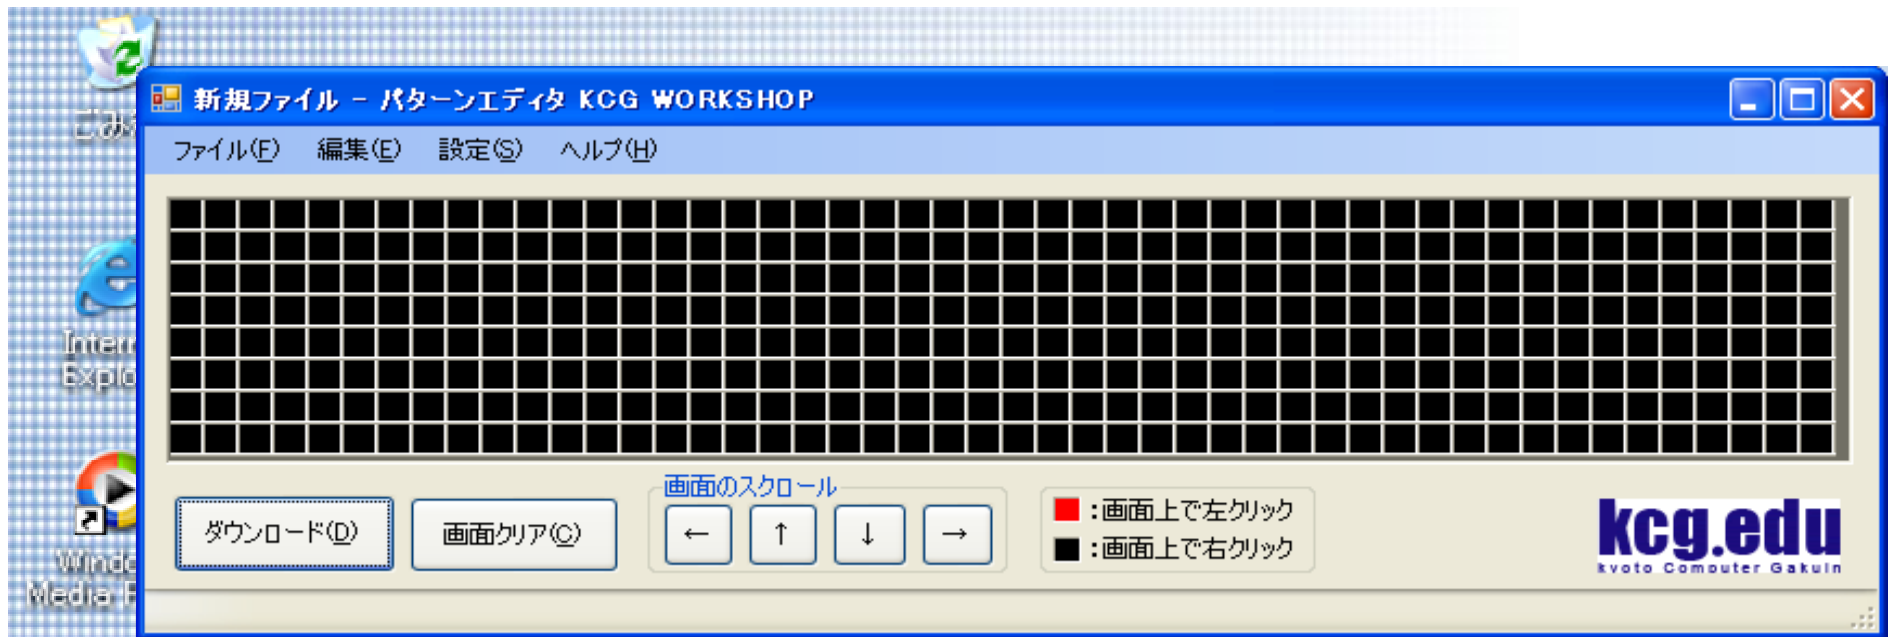 新規ファイル - パターンエディタ KCG WORKSHOP
ファイル(F) 編集(E) 設定(S) ヘルプ(H)
Explo
画面のスクロール
ダウンロード(D) 画面クリア(C) ← ↑ ↓ →
:画面上で左クリック
:画面上で右クリック
kcg.edu
kyoto Computer Gakuin
Media